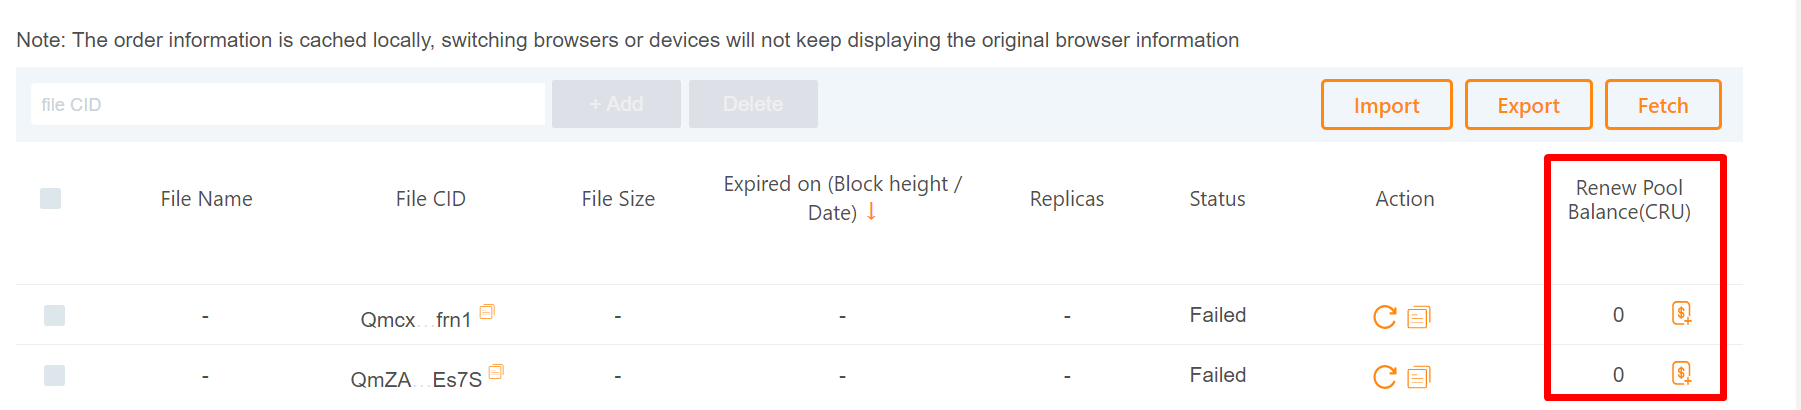 Note: The order information is cached locally, switching browsers or devices will not keep displaying the original browser information
file CID + Add Delete Import Export Fetch
File Name File CID File Size Expired on (Block height / Date) ↓ Replicas Status Action Renew Pool Balance(CRU)
- Qmcx...frn1 - - - Failed 0
- QmZA...Es7S - - - Failed 0